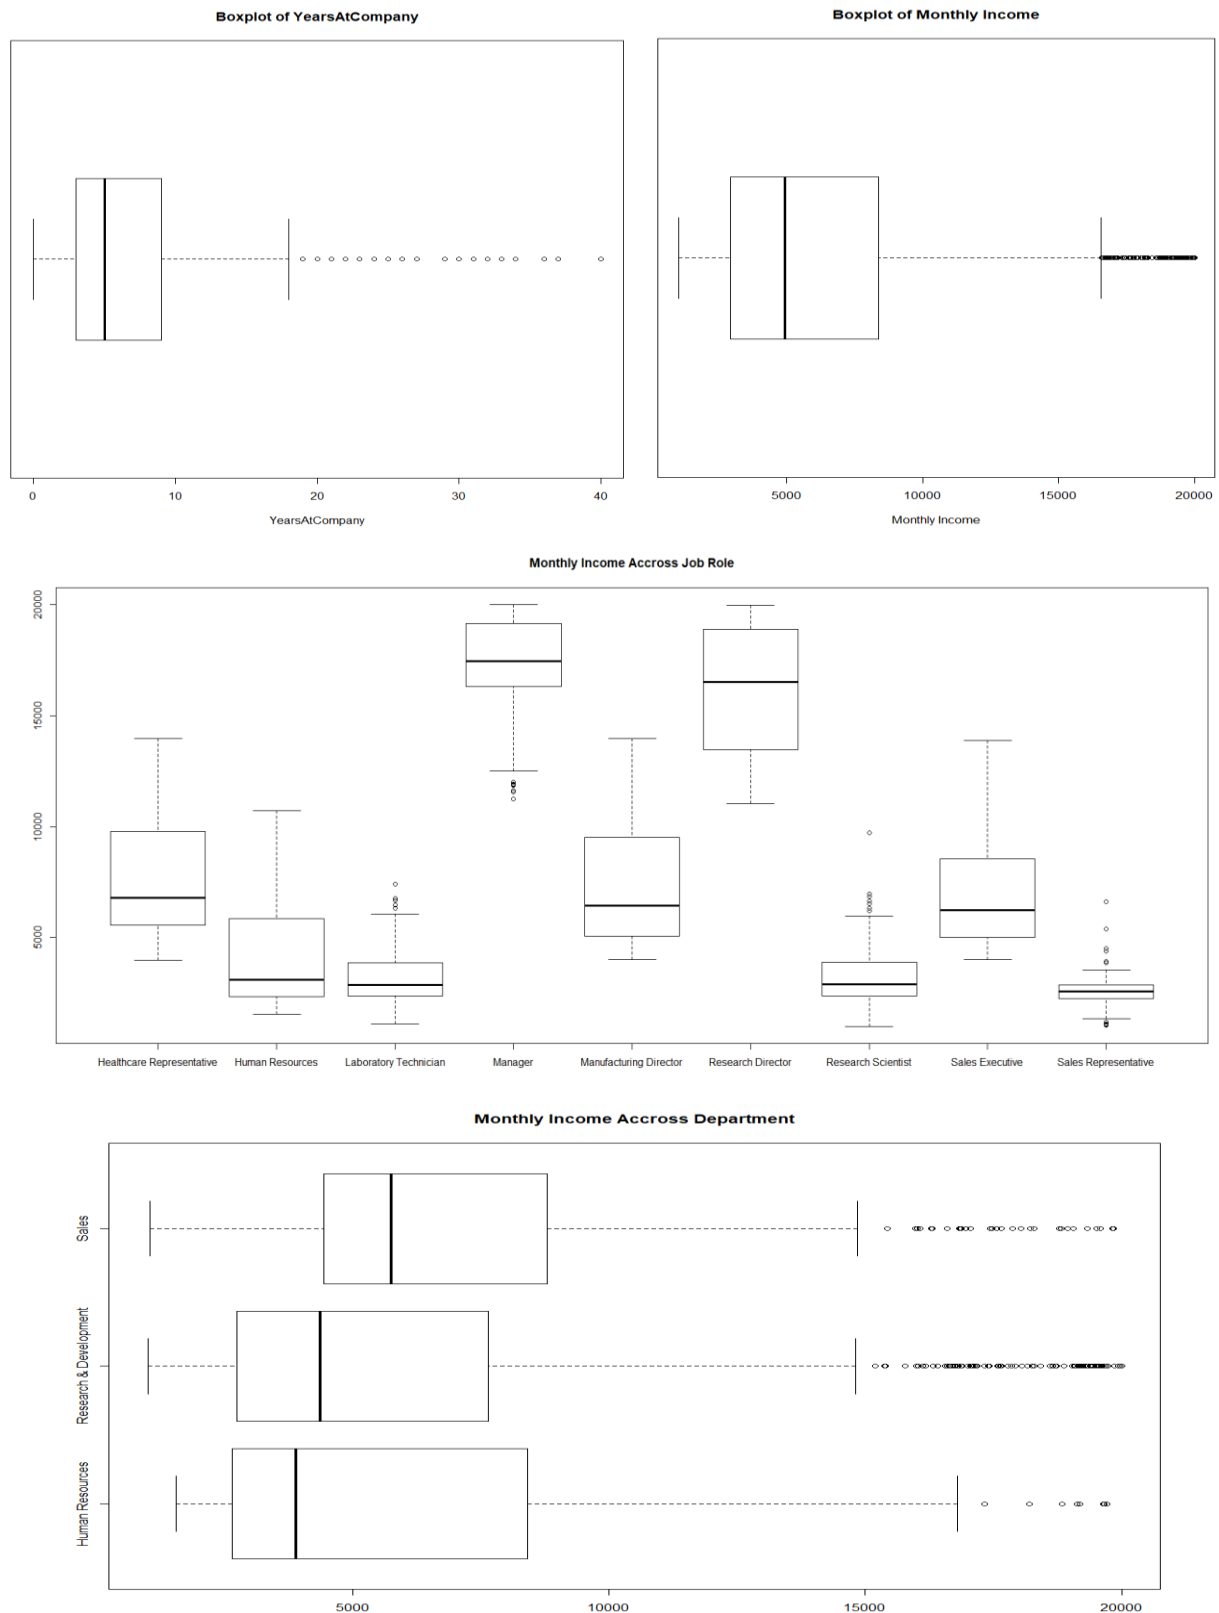 Boxplot of YearsAtCompany
0 10 20 30 40
YearsAtCompany
Boxplot of Monthly Income
5000 10000 15000 20000
Monthly Income
Monthly Income Accross Job Role
20000
15000
10000
5000
Healthcare Representative Human Resources Laboratory Technician Manager Manufacturing Director Research Director Research Scientist Sales Executive Sales Representative
Monthly Income Accross Department
Sales
Research & Development
Human Resources
5000 10000 15000 20000